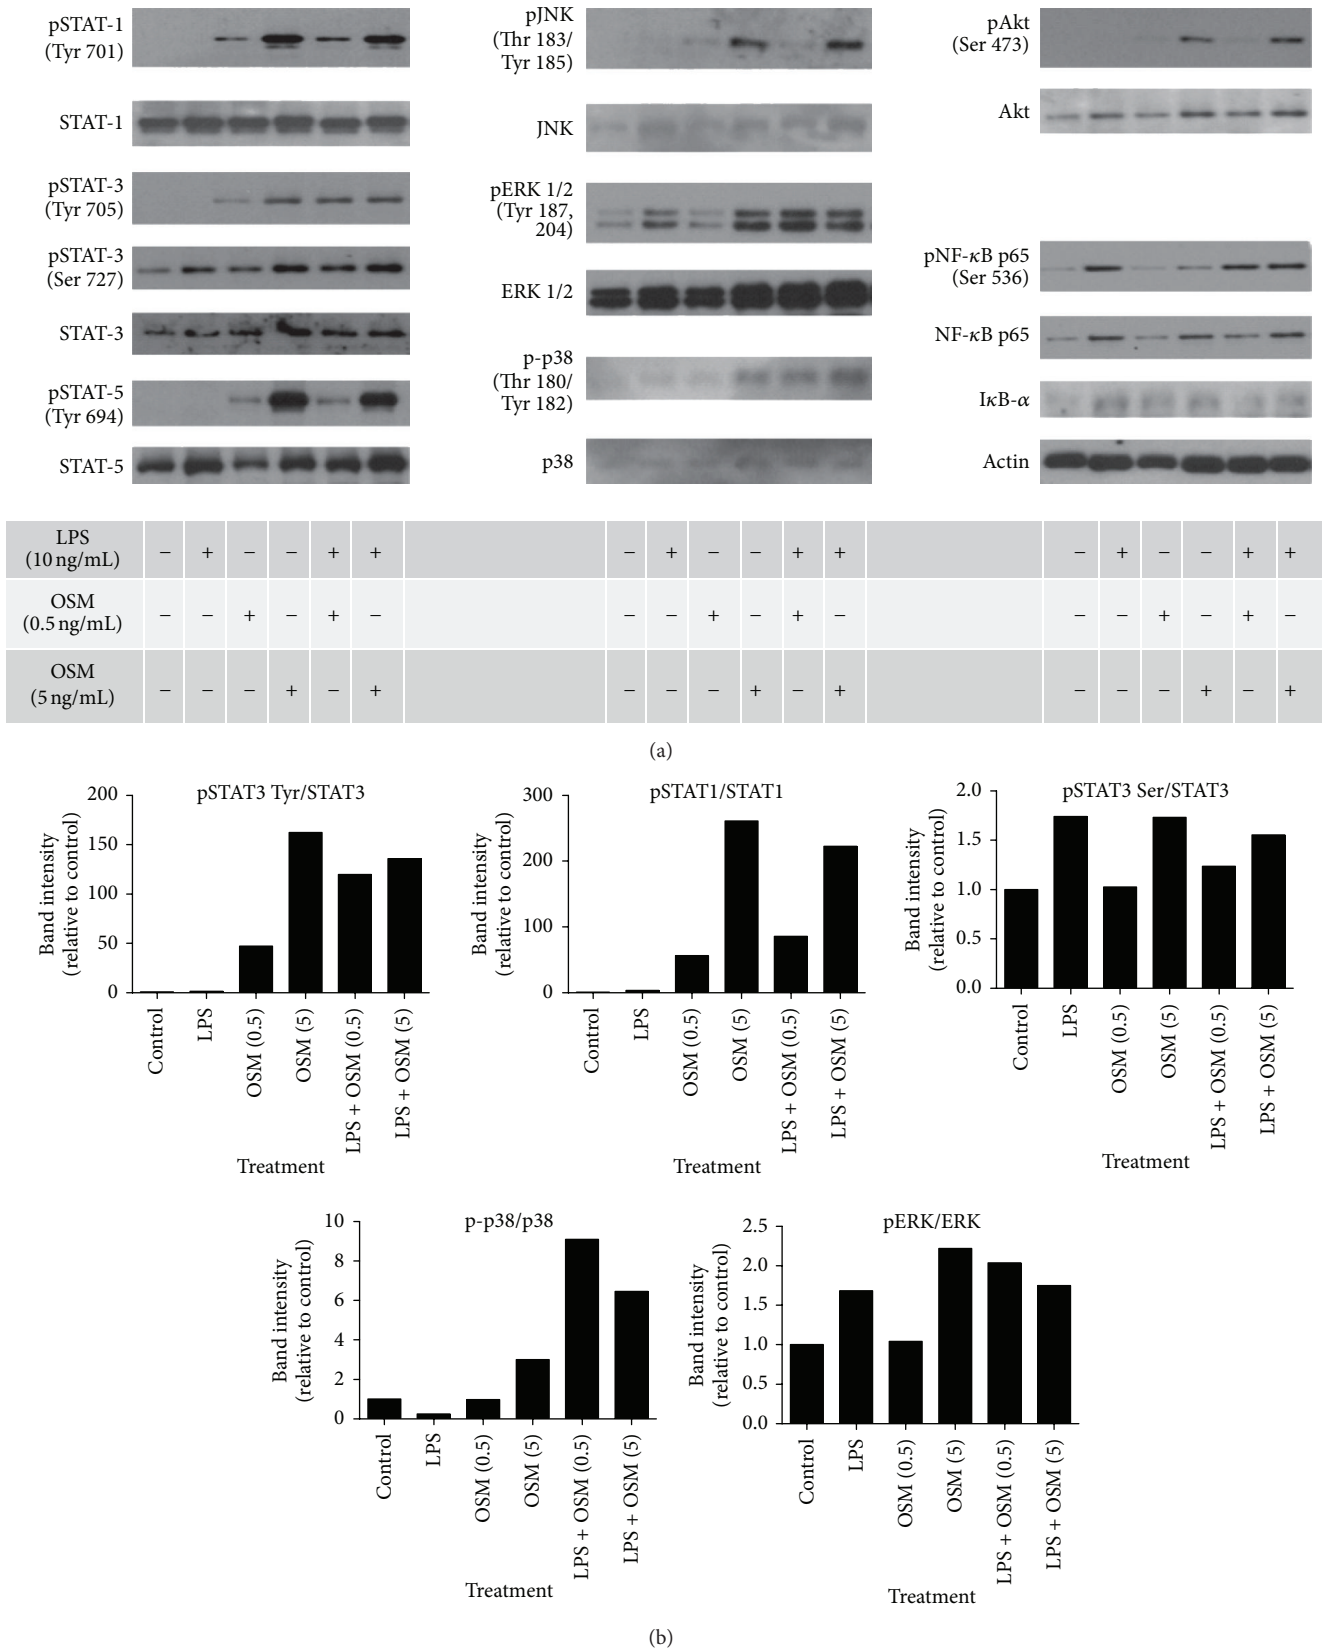 pSTAT-1
(Tyr 701)
STAT-1
pSTAT-3
(Tyr 705)
pSTAT-3
(Ser 727)
STAT-3
pSTAT-5
(Tyr 694)
STAT-5
pJNK
(Thr 183/
Tyr 185)
JNK
pERK 1/2
(Tyr 187,
204)
ERK 1/2
p-p38
(Thr 180/
Tyr 182)
p38
pAkt
(Ser 473)
Akt
pNF-κB p65
(Ser 536)
NF-κB p65
IκB-α
Actin
LPS
(10 ng/mL) − + − − + + − + − − + + − + − − + +
OSM
(0.5 ng/mL) − − + − + − − − + − + − − − + − + −
OSM
(5 ng/mL) − − − + − + − − − + − + − − − + − +
(a)
pSTAT3 Tyr/STAT3
Band intensity
(relative to control)
200
150
100
50
0
Control
LPS
OSM (0.5)
OSM (5)
LPS + OSM (0.5)
LPS + OSM (5)
Treatment
pSTAT1/STAT1
Band intensity
(relative to control)
300
200
100
0
Control
LPS
OSM (0.5)
OSM (5)
LPS + OSM (0.5)
LPS + OSM (5)
Treatment
pSTAT3 Ser/STAT3
Band intensity
(relative to control)
2.0
1.5
1.0
0.5
0.0
Control
LPS
OSM (0.5)
OSM (5)
LPS + OSM (0.5)
LPS + OSM (5)
Treatment
p-p38/p38
Band intensity
(relative to control)
10
8
6
4
2
0
Control
LPS
OSM (0.5)
OSM (5)
LPS + OSM (0.5)
LPS + OSM (5)
Treatment
pERK/ERK
Band intensity
(relative to control)
2.5
2.0
1.5
1.0
0.5
0.0
Control
LPS
OSM (0.5)
OSM (5)
LPS + OSM (0.5)
LPS + OSM (5)
Treatment
(b)